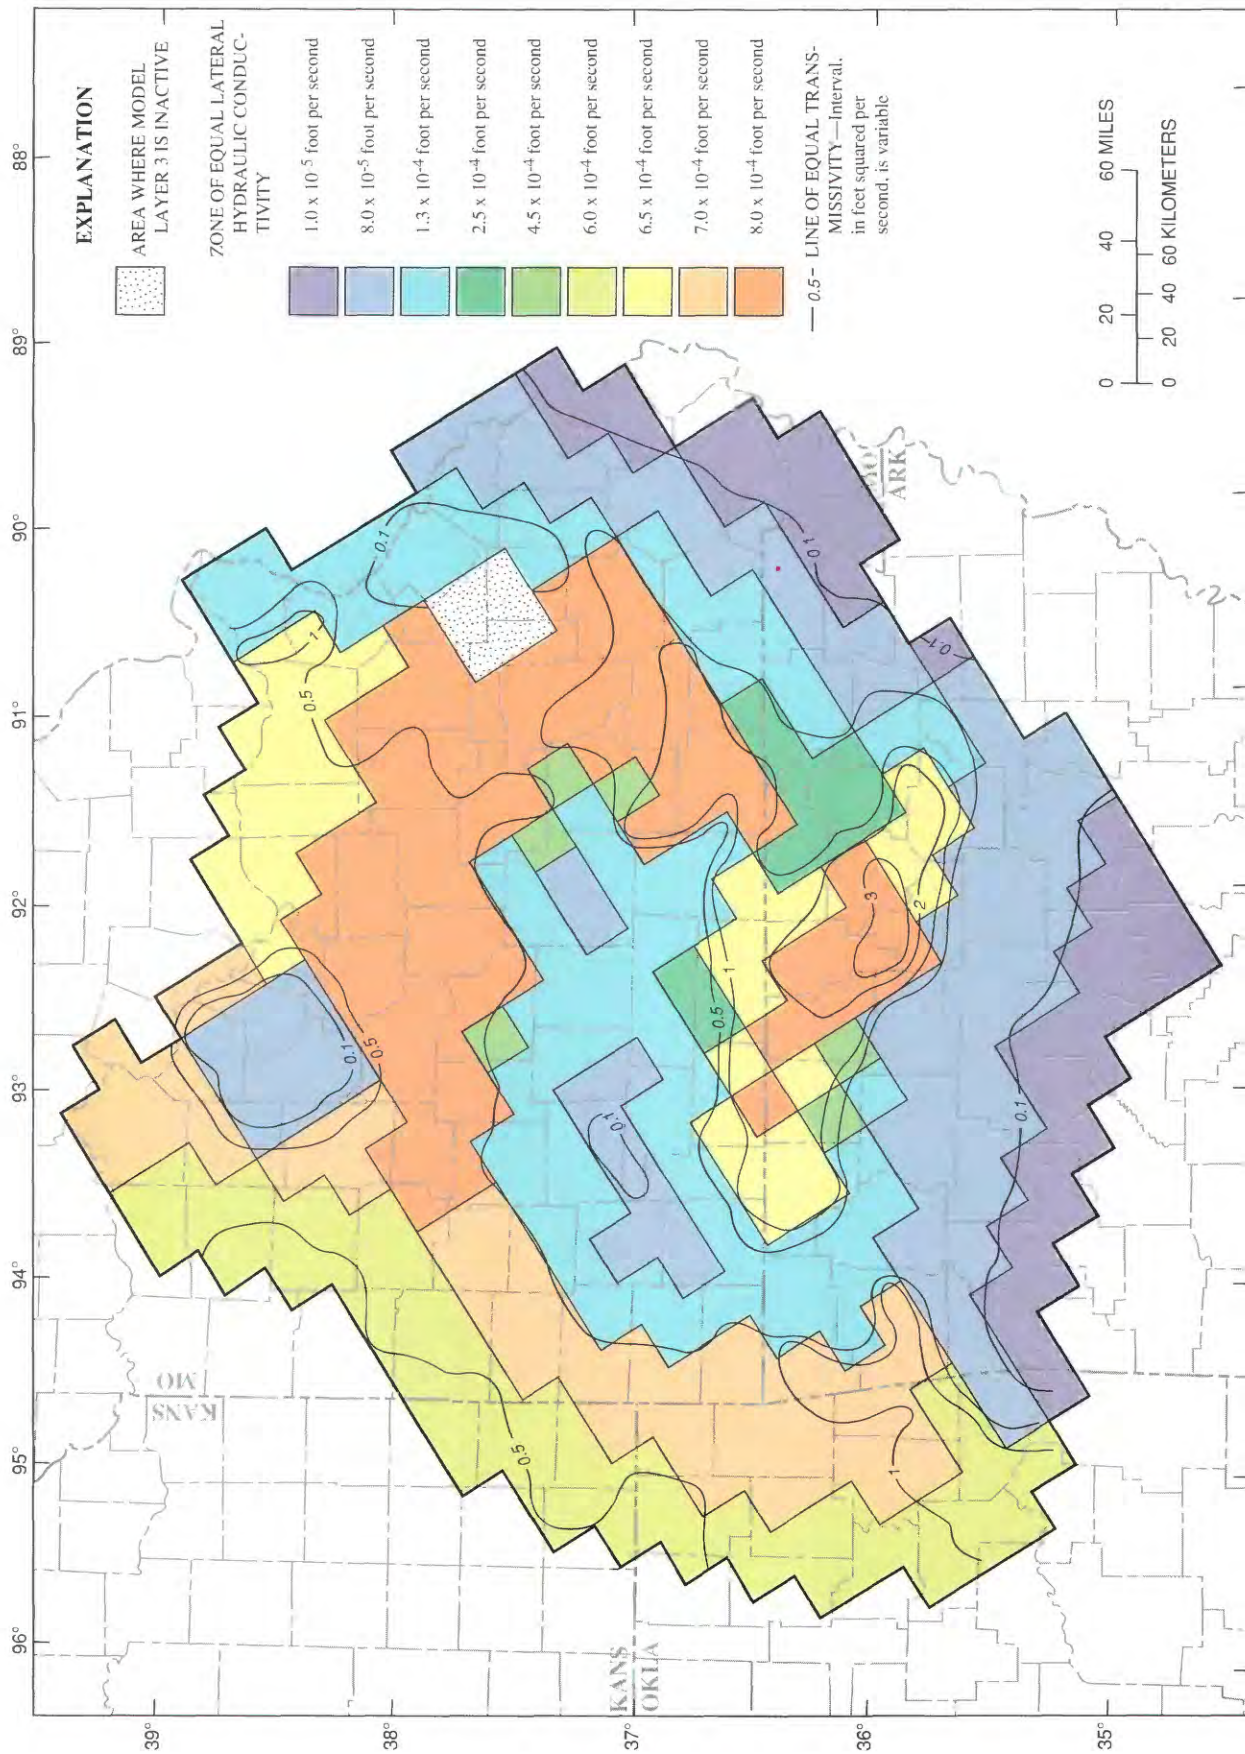 EXPLANATION
AREA WHERE MODEL
LAYER 3 IS INACTIVE
ZONE OF EQUAL LATERAL
HYDRAULIC CONDUC-
TIVITY
1.0 x 10-5 foot per second
8.0 x 10-5 foot per second
1.3 x 10-4 foot per second
2.5 x 10-4 foot per second
4.5 x 10-4 foot per second
6.0 x 10-4 foot per second
6.5 x 10-4 foot per second
7.0 x 10-4 foot per second
8.0 x 10-4 foot per second
0.5 LINE OF EQUAL TRANS-
MISSIVITY—Interval,
in feet squared per
second, is variable
0 20 40 60 MILES
0 20 40 60 KILOMETERS
96° 95° 94° 93° 92° 91° 90° 89° 88°
39°
38°
37°
36°
35°
KANS
MO
KANS
OKLA
MO
ARK
0.5
0.5
0.5
0.5
0.1
0.1
0.1
0.1
0.1
0.1
1
1
1
1
2
3